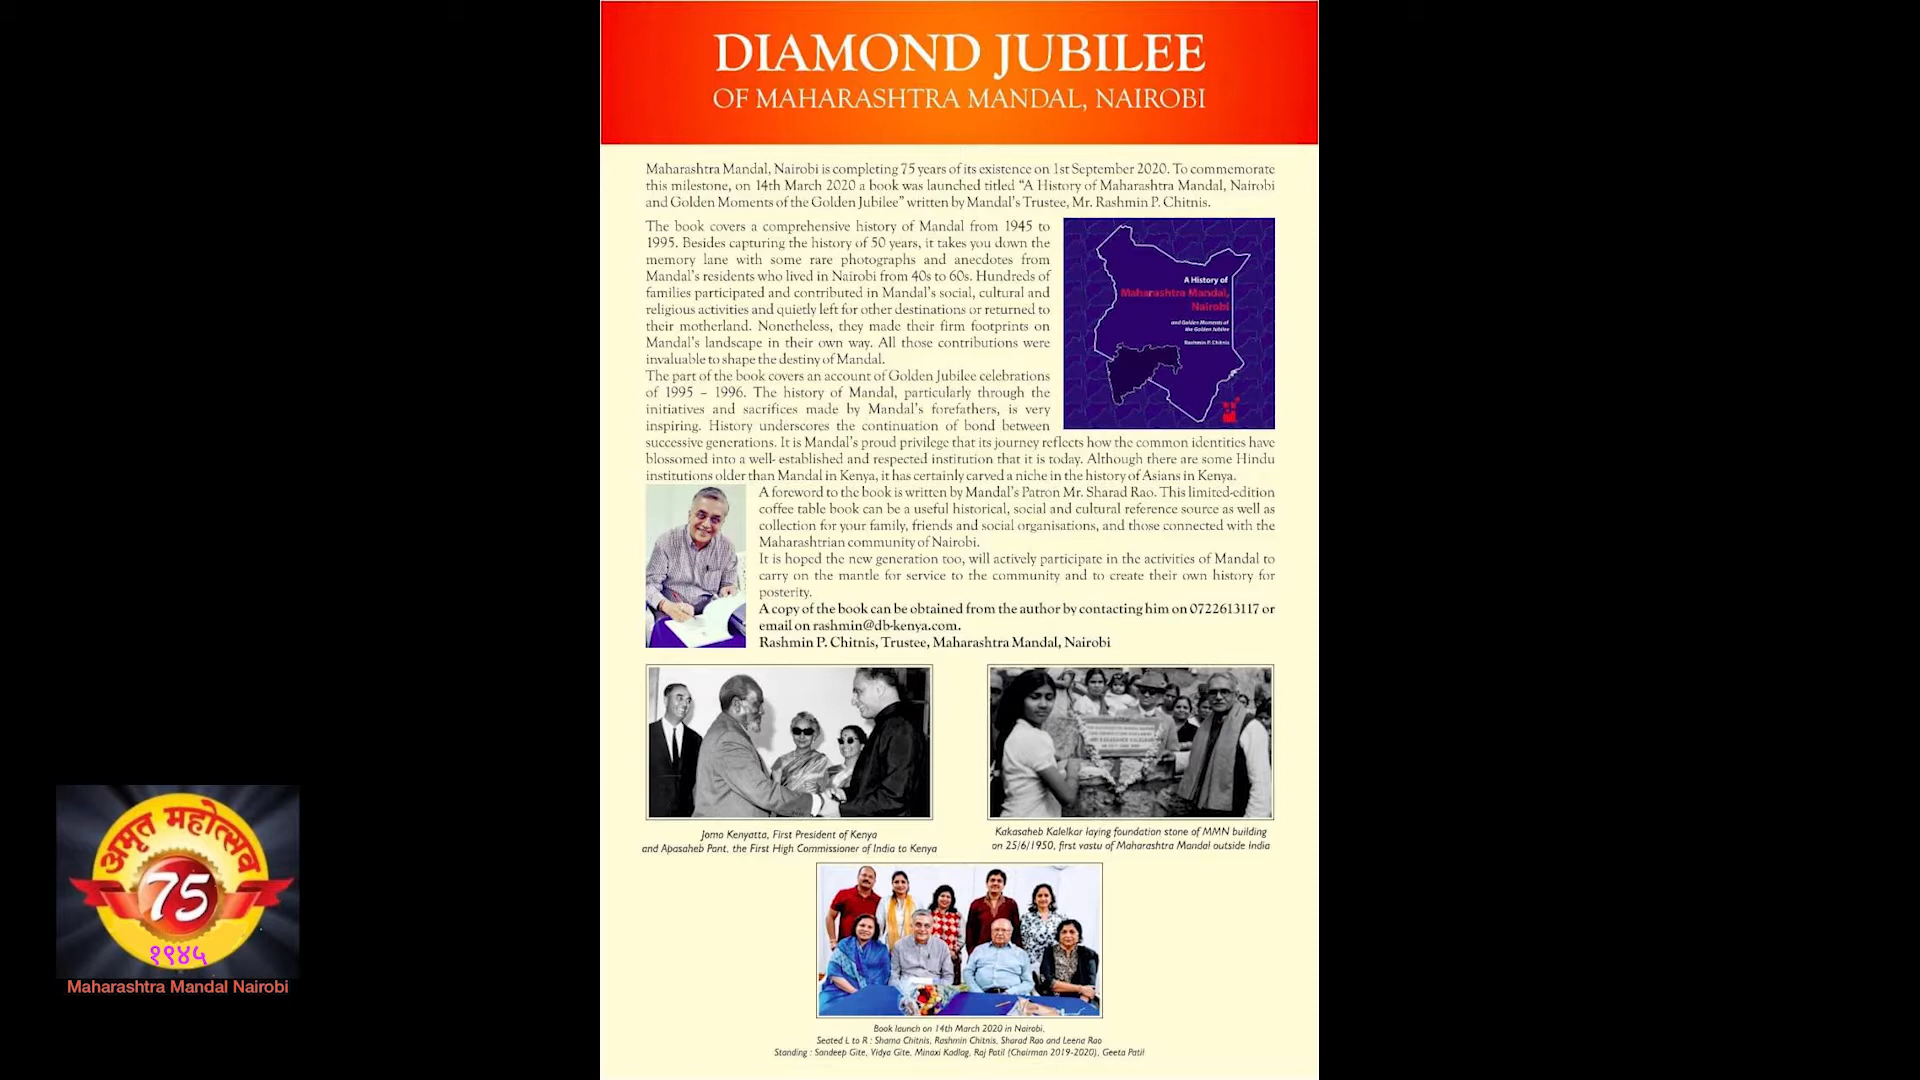 DIAMOND JUBILEE
OF MAHARASHTRA MANDAL, NAIROBI
Maharashtra Mandal, Nairobi is completing 75 years of its existence on 1st September 2020. To commemorate
this milestone, on 14th March 2020 a book was launched titled “A History of Maharashtra Mandal, Nairobi
and Golden Moments of the Golden Jubilee” written by Mandal’s Trustee, Mr. Rashmin P. Chitnis.
The book covers a comprehensive history of Mandal from 1945 to
1995. Besides capturing the history of 50 years, it takes you down the
memory lane with some rare photographs and anecdotes from
Mandal’s residents who lived in Nairobi from 40s to 60s. Hundreds of
families participated and contributed in Mandal’s social, cultural and
religious activities and quietly left for other destinations or returned to
their motherland. Nonetheless, they made their firm footprints on
Mandal’s landscape in their own way. All those contributions were
invaluable to shape the destiny of Mandal.
The part of the book covers an account of Golden Jubilee celebrations
of 1995 – 1996. The history of Mandal, particularly through the
initiatives and sacrifices made by Mandal’s forefathers, is very
inspiring. History underscores the continuation of bond between
successive generations. It is Mandal’s proud privilege that its journey reflects how the common identities have
blossomed into a well- established and respected institution that it is today. Although there are some Hindu
institutions older than Mandal in Kenya, it has certainly carved a niche in the history of Asians in Kenya.
A History of
Maharashtra Mandal,
Nairobi
and Golden Moments of
the Golden Jubilee
Rashmin P. Chitnis
A foreword to the book is written by Mandal’s Patron Mr. Sharad Rao. This limited-edition
coffee table book can be a useful historical, social and cultural reference source as well as
collection for your family, friends and social organisations, and those connected with the
Maharashtrian community of Nairobi.
It is hoped the new generation too, will actively participate in the activities of Mandal to
carry on the mantle for service to the community and to create their own history for
posterity.
A copy of the book can be obtained from the author by contacting him on 0722613117 or
email on rashmin@db-kenya.com.
Rashmin P. Chitnis, Trustee, Maharashtra Mandal, Nairobi
Jomo Kenyatta, First President of Kenya
and Apasaheb Pant, the First High Commissioner of India to Kenya
Kakasaheb Kalelkar laying foundation stone of MMN building
on 25/6/1950, first vastu of Maharashtra Mandal outside India
Book launch on 14th March 2020 in Nairobi.
Seated L to R : Shama Chitnis, Rashmin Chitnis, Sharad Rao and Leena Rao
Standing : Sandeep Gite, Vidya Gite, Minaxi Kadlag, Raj Patil (Chairman 2019-2020), Geeta Patil
अमृत महोत्सव
75
१९४५
Maharashtra Mandal Nairobi